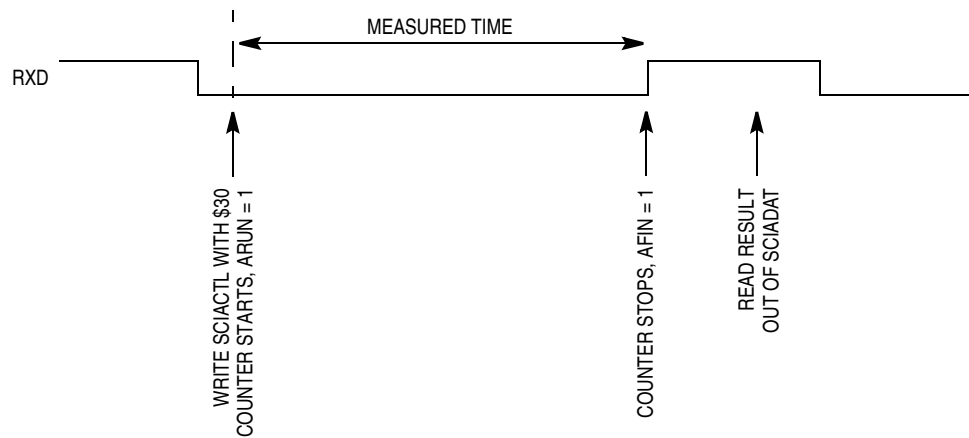 MEASURED TIME
RXD
WRITE SCIACTL WITH $30
COUNTER STARTS, ARUN = 1
COUNTER STOPS, AFIN = 1
READ RESULT
OUT OF SCIADAT